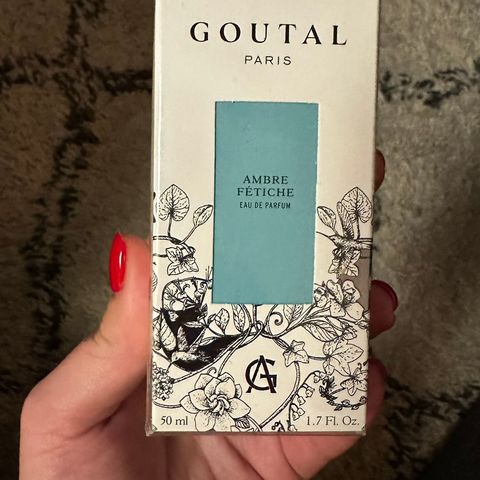 GOUTAL
PARIS
AMBRE
FÉTICHE
EAU DE PARFUM
AG
50 ml 1.7 Fl. Oz.